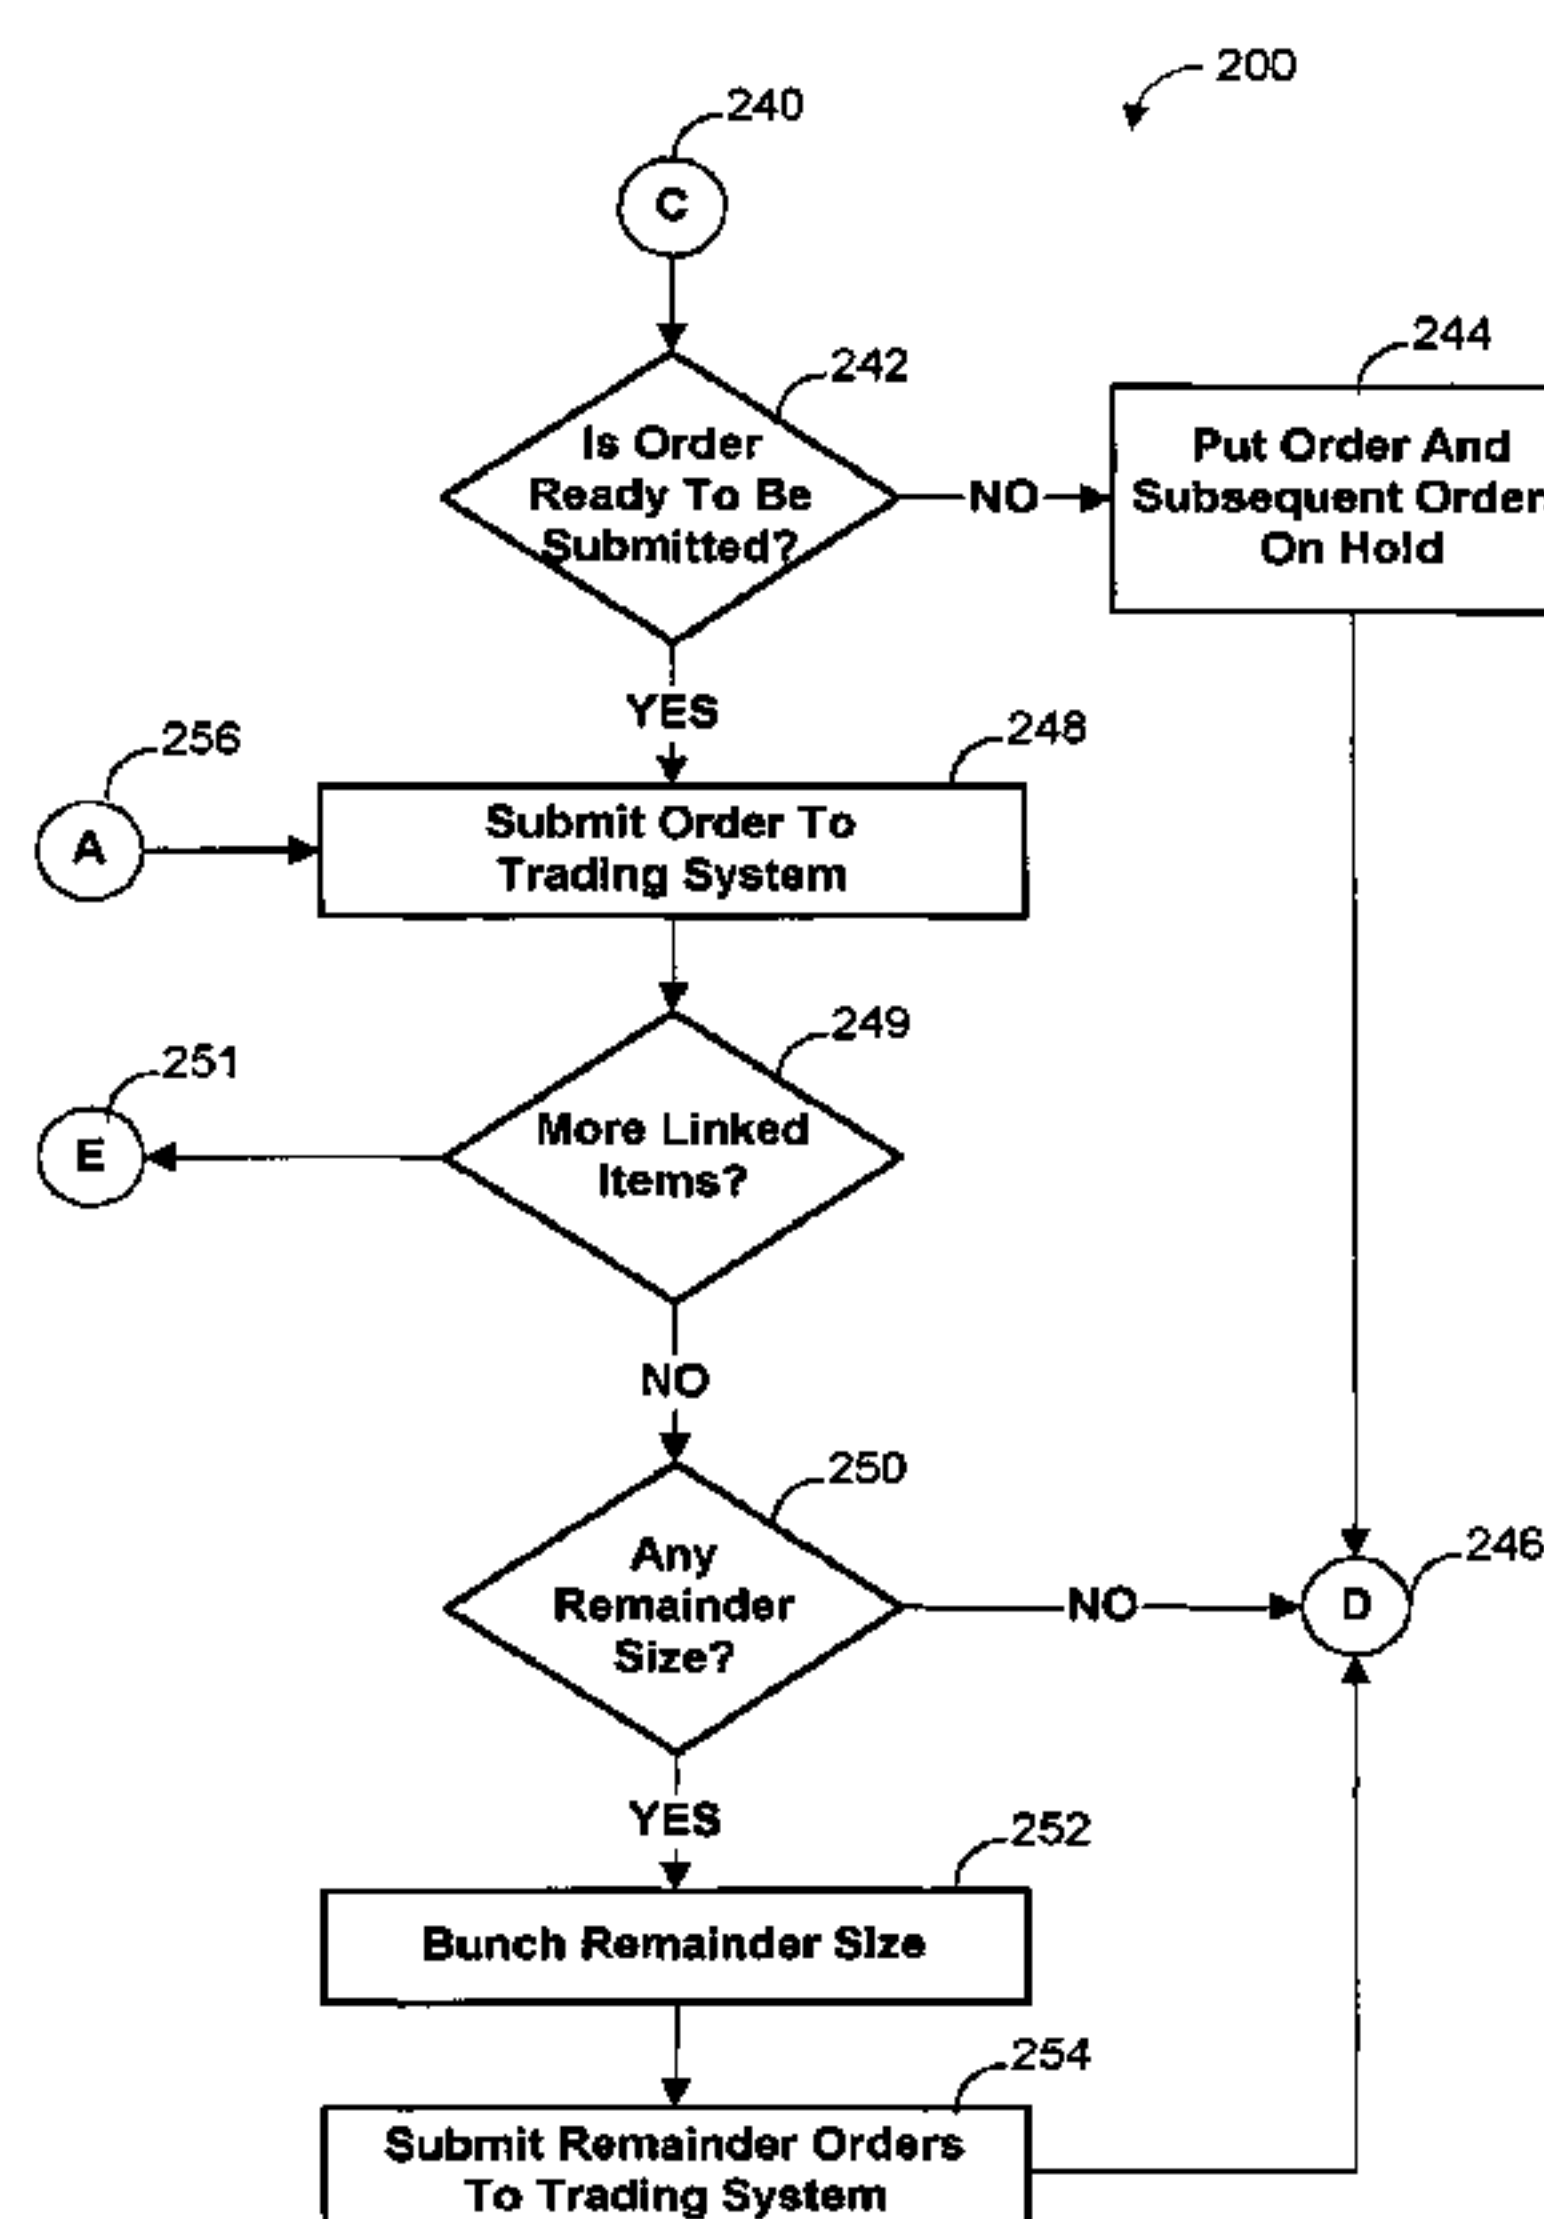 200
240
C
242
Is Order
Ready To Be
Submitted?
NO
244
Put Order And
Subsequent Order
On Hold
YES
256
A
248
Submit Order To
Trading System
249
More Linked
Items?
251
E
NO
250
Any
Remainder
Size?
NO
246
D
YES
252
Bunch Remainder Size
254
Submit Remainder Orders
To Trading System